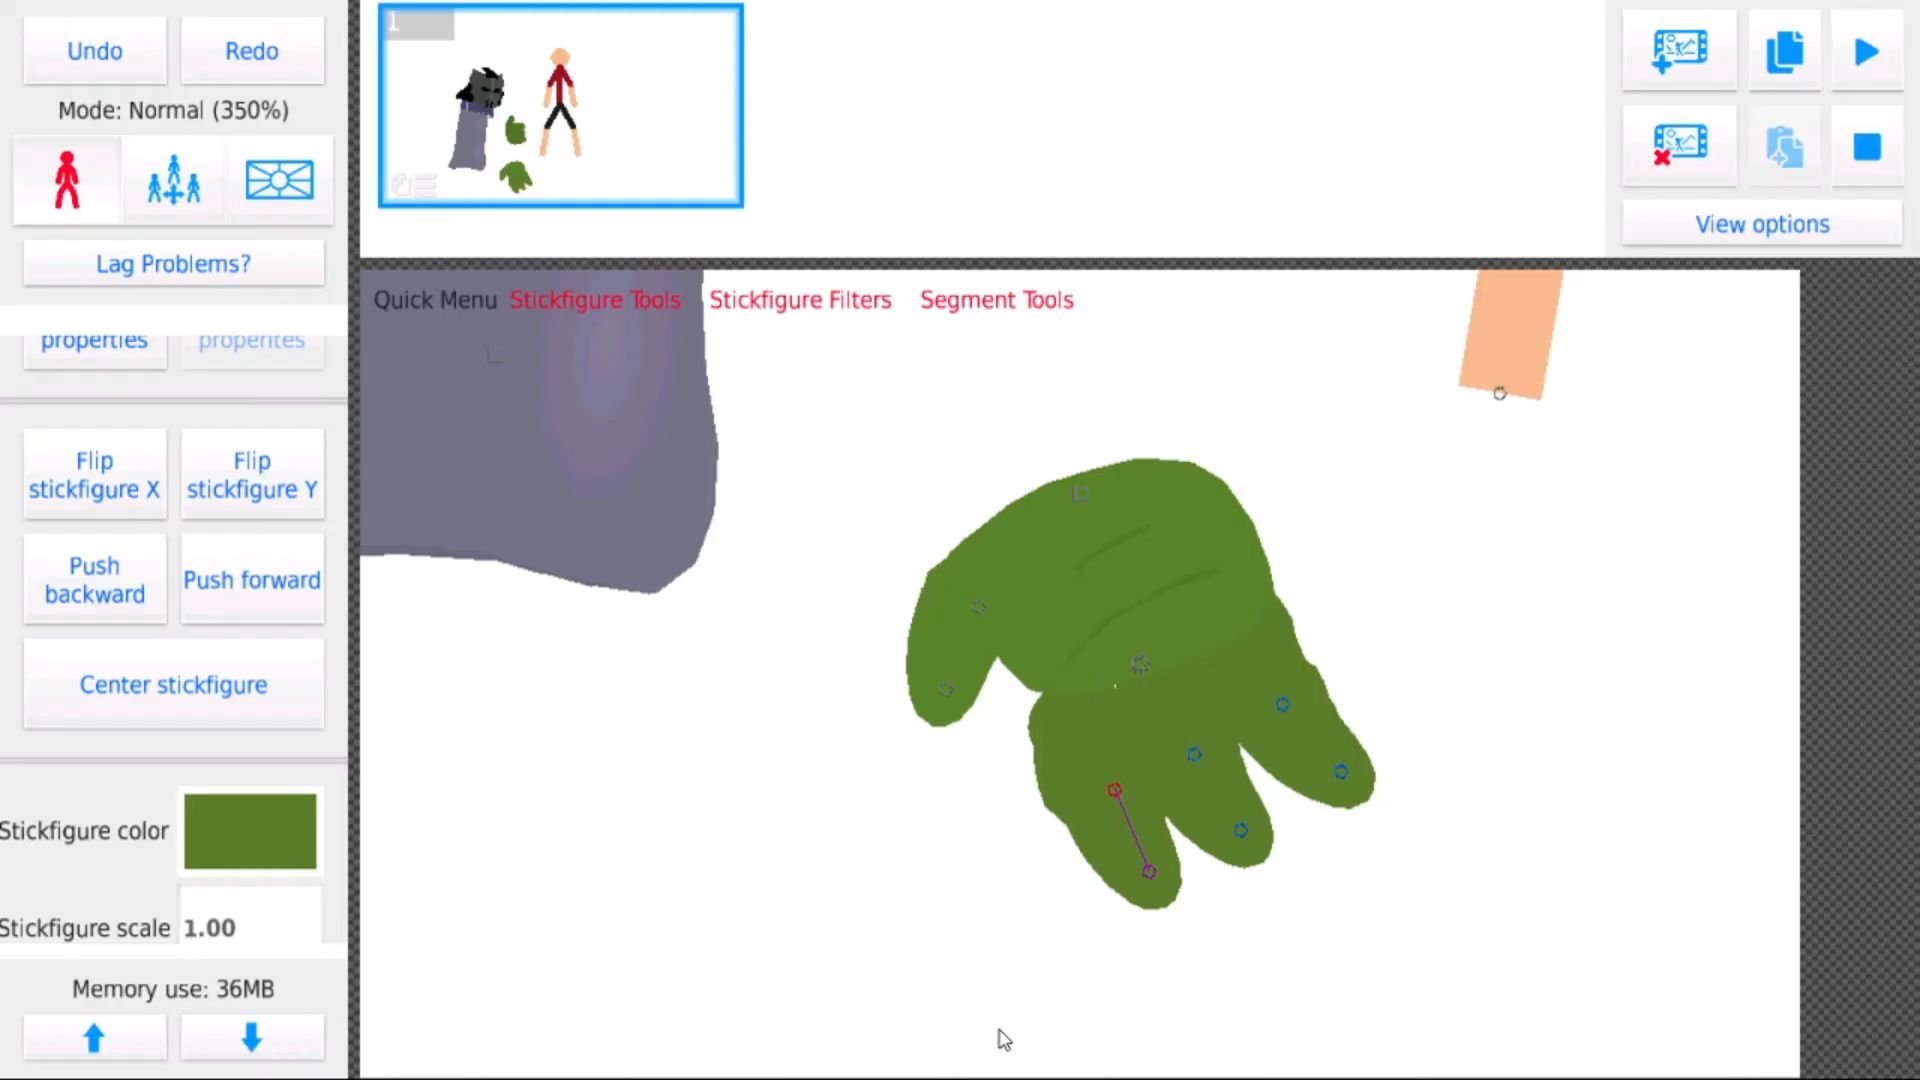 Undo
Redo
Mode: Normal (350%)
Lag Problems?
properties
properites
Flip stickfigure X
Flip stickfigure Y
Push backward
Push forward
Center stickfigure
Stickfigure color
Stickfigure scale 1.00
Memory use: 36MB
1
View options
Quick Menu
Stickfigure Tools
Stickfigure Filters
Segment Tools